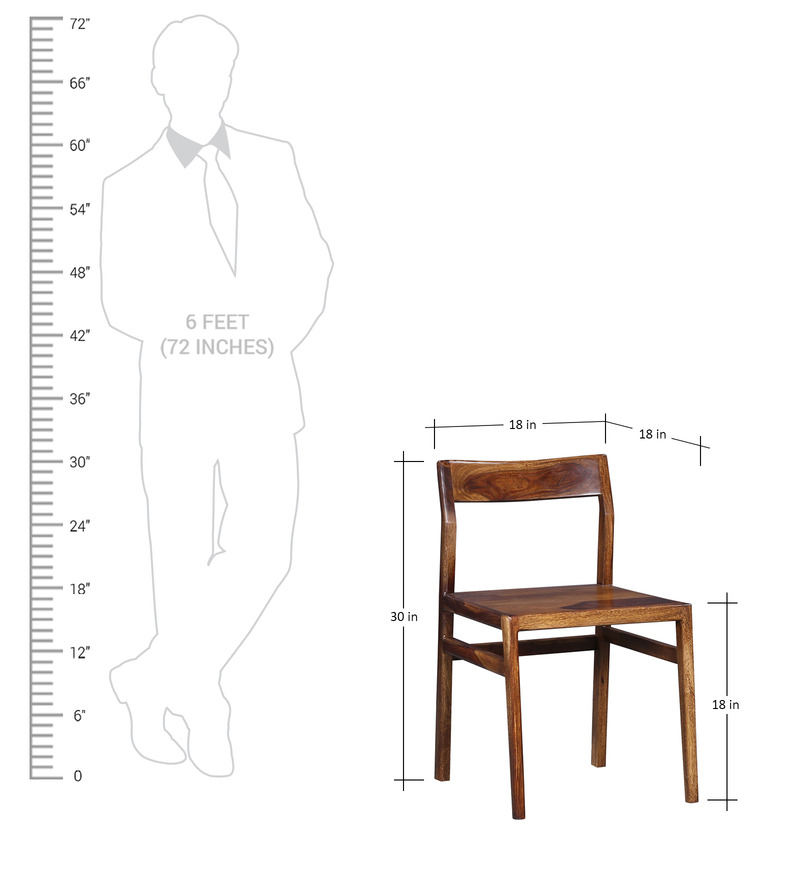 72"
66"
60"
54"
48"
42"
36"
30"
24"
18"
12"
6"
0
6 FEET
(72 INCHES)
18 in
18 in
30 in
18 in